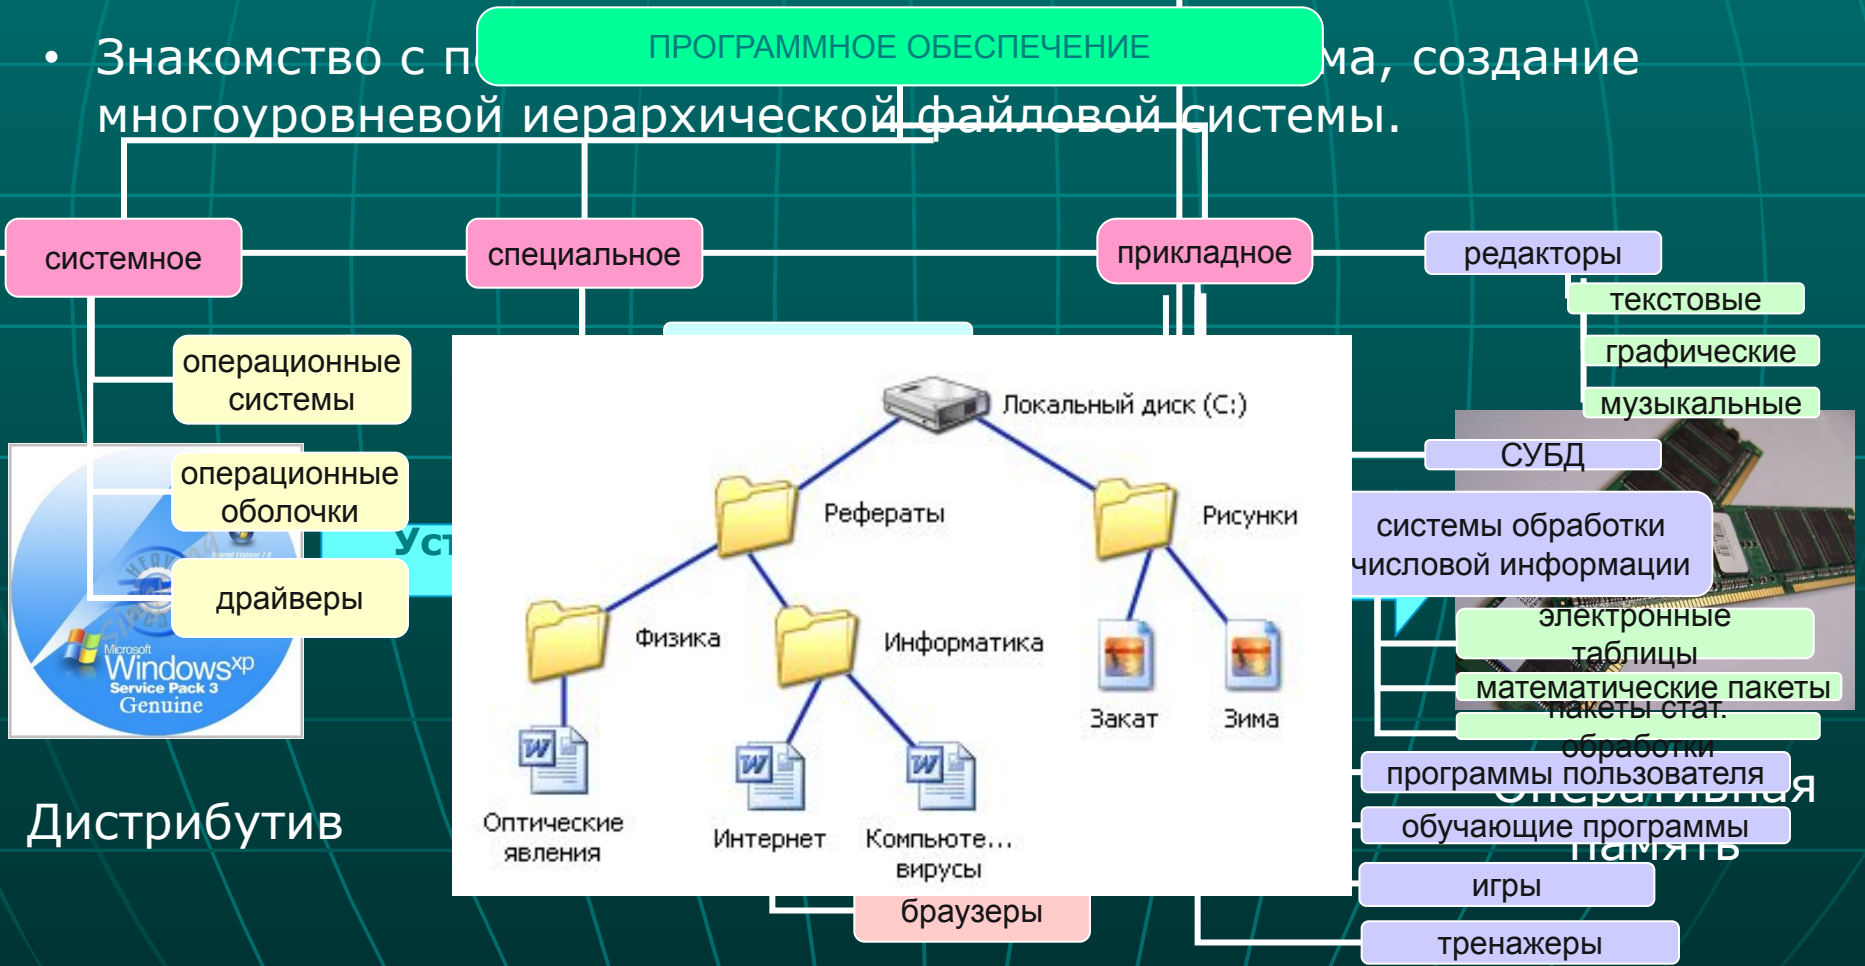 ПРОГРАММНОЕ ОБЕСПЕЧЕНИЕ
• Знакомство с п ма, создание
многоуровневой иерархической файловой системы.
системное
специальное
прикладное
редакторы
текстовые
графические
музыкальные
операционные
системы
операционные
оболочки
драйверы
Уст
Microsoft
Windows xp
Service Pack 3
Genuine
Дистрибутив
Локальный диск (C:)
Рефераты
Рисунки
Физика
Информатика
Закат
Зима
Оптические
явления
Интернет
Компьюте...
вирусы
браузеры
СУБД
системы обработки
числовой информации
электронные
таблицы
математические пакеты
пакеты стат.
обработки
программы пользователя
Оперативная
обучающие программы
память
игры
тренажеры